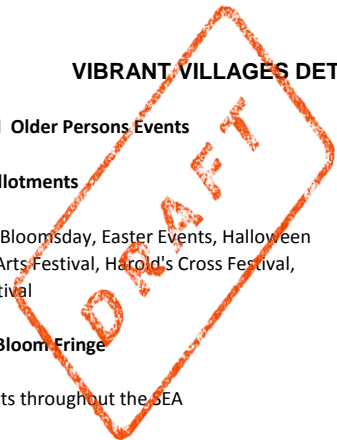 VIBRANT VILLAGES DET
Older Persons Events
llotments
Bloomsday, Easter Events, Halloween
Arts Festival, Harold's Cross Festival,
tival
Bloom Fringe
cts throughout the SEA
DRAFT